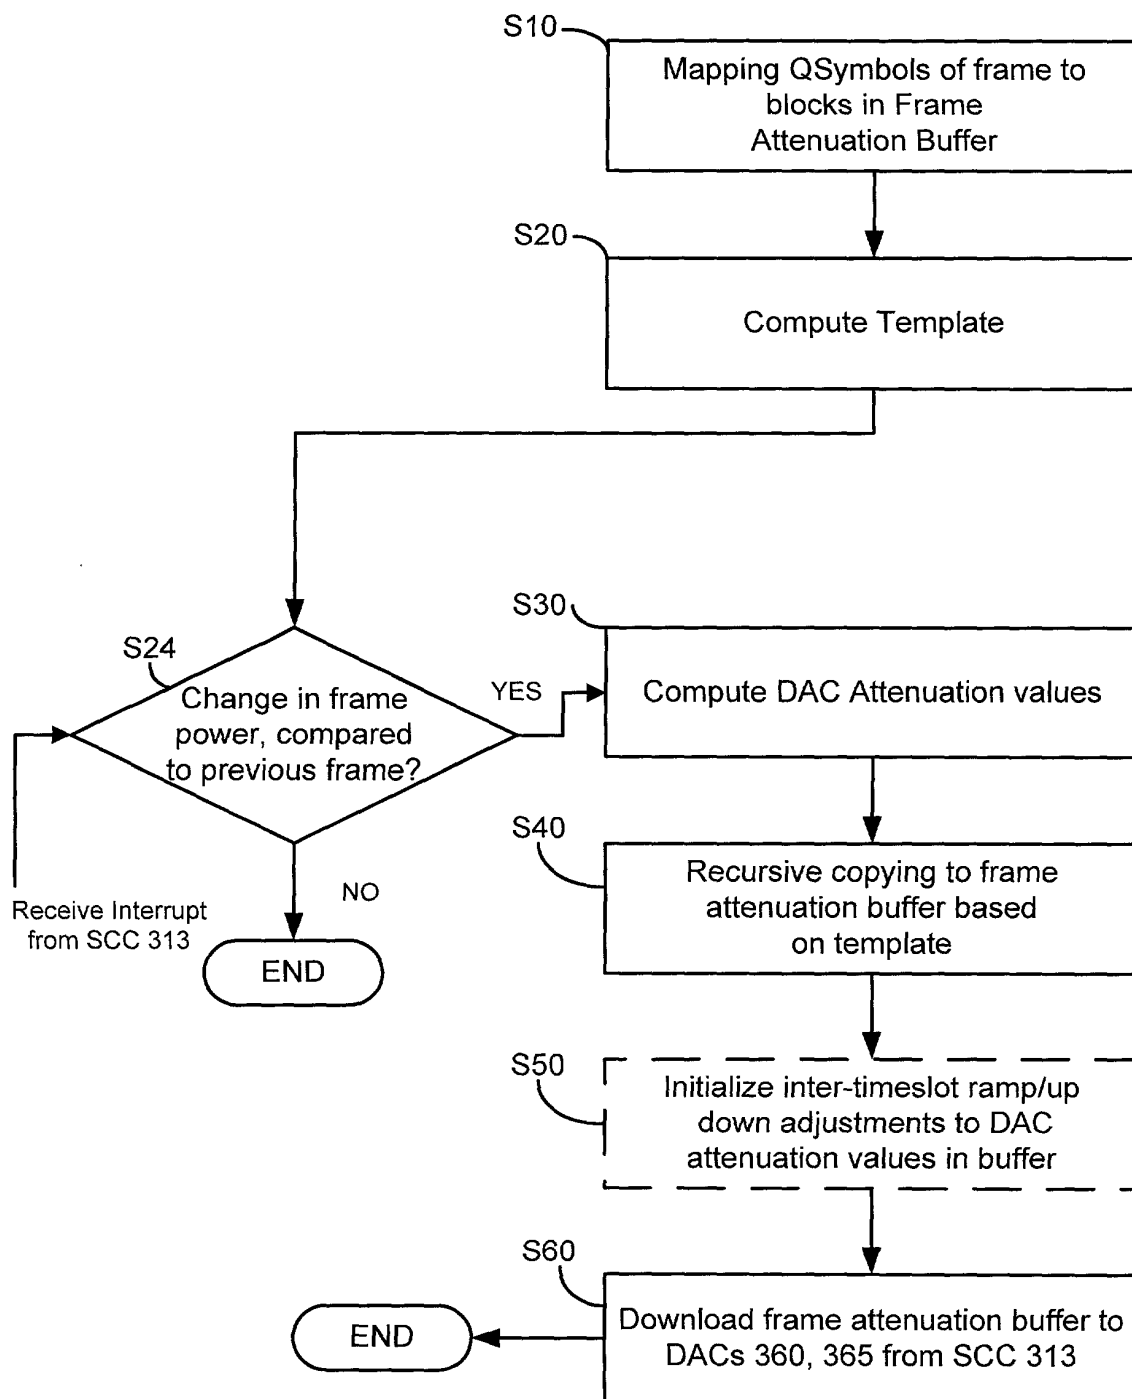 S10
Mapping QSymbols of frame to
blocks in Frame
Attenuation Buffer
S20
Compute Template
S24
Change in frame
power, compared
to previous frame?
YES
NO
Receive Interrupt
from SCC 313
END
S30
Compute DAC Attenuation values
S40
Recursive copying to frame
attenuation buffer based
on template
S50
Initialize inter-timeslot ramp/up
down adjustments to DAC
attenuation values in buffer
S60
Download frame attenuation buffer to
DACs 360, 365 from SCC 313
END